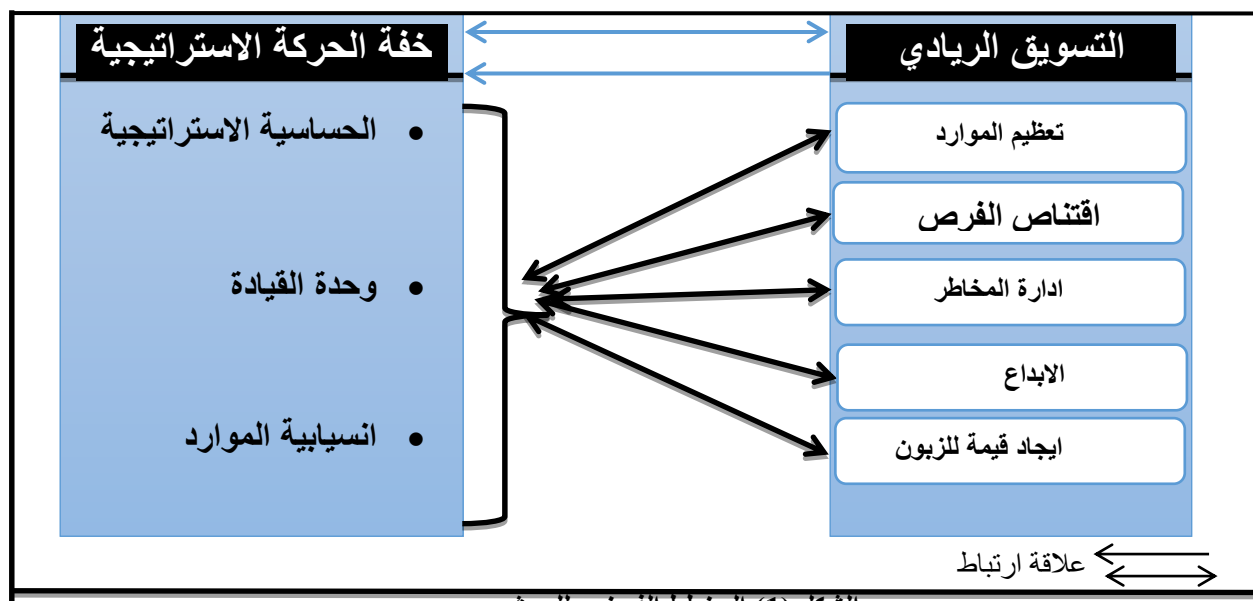 التسويق الريادي
تعظيم الموارد
اقتناص الفرص
ادارة المخاطر
الابداع
ايجاد قيمة للزبون
خفة الحركة الاستراتيجية
• الحساسية الاستراتيجية
• وحدة القيادة
• انسيابية الموارد
علاقة ارتباط